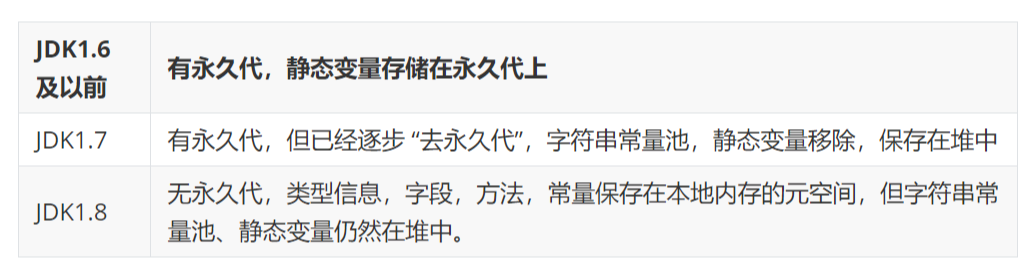 JDK1.6
及以前
有永久代，静态变量存储在永久代上
JDK1.7
有永久代，但已经逐步 “去永久代”，字符串常量池，静态变量移除，保存在堆中
JDK1.8
无永久代，类型信息，字段，方法，常量保存在本地内存的元空间，但字符串常
量池、静态变量仍然在堆中。